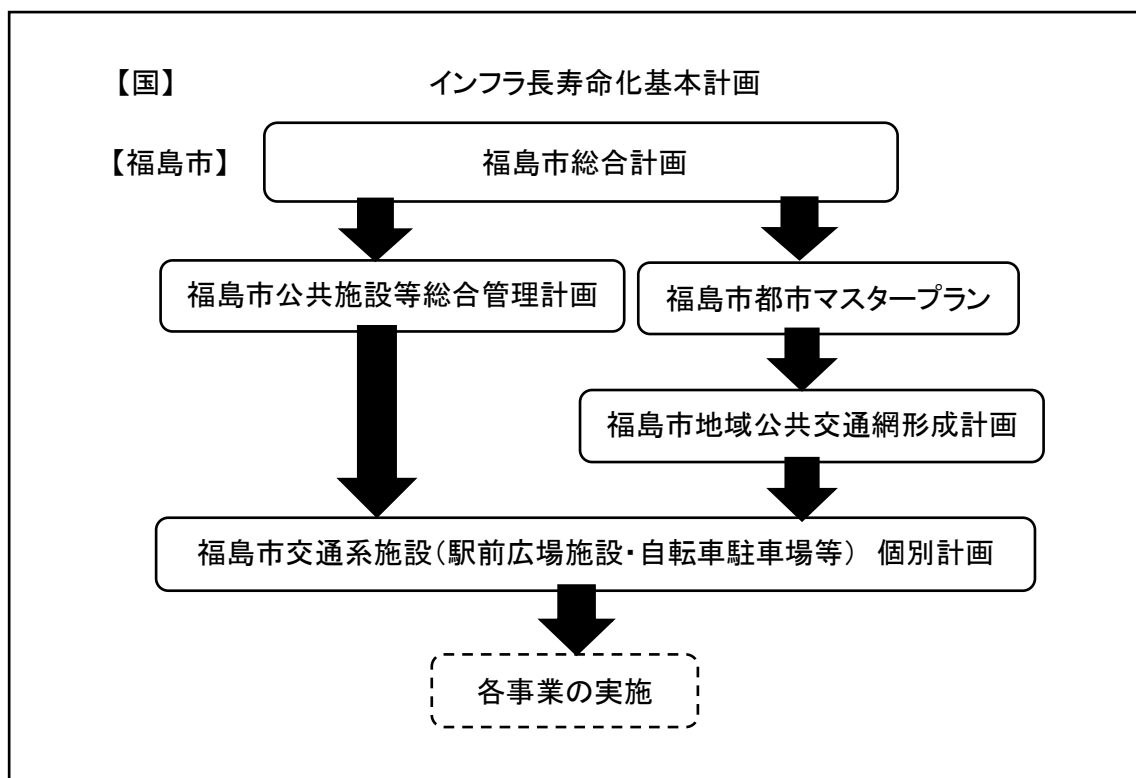 【国】 インフラ長寿命化基本計画
【福島市】 福島市総合計画
福島市公共施設等総合管理計画
福島市都市マスタープラン
福島市地域公共交通網形成計画
福島市交通系施設(駅前広場施設・自転車駐車場等) 個別計画
各事業の実施